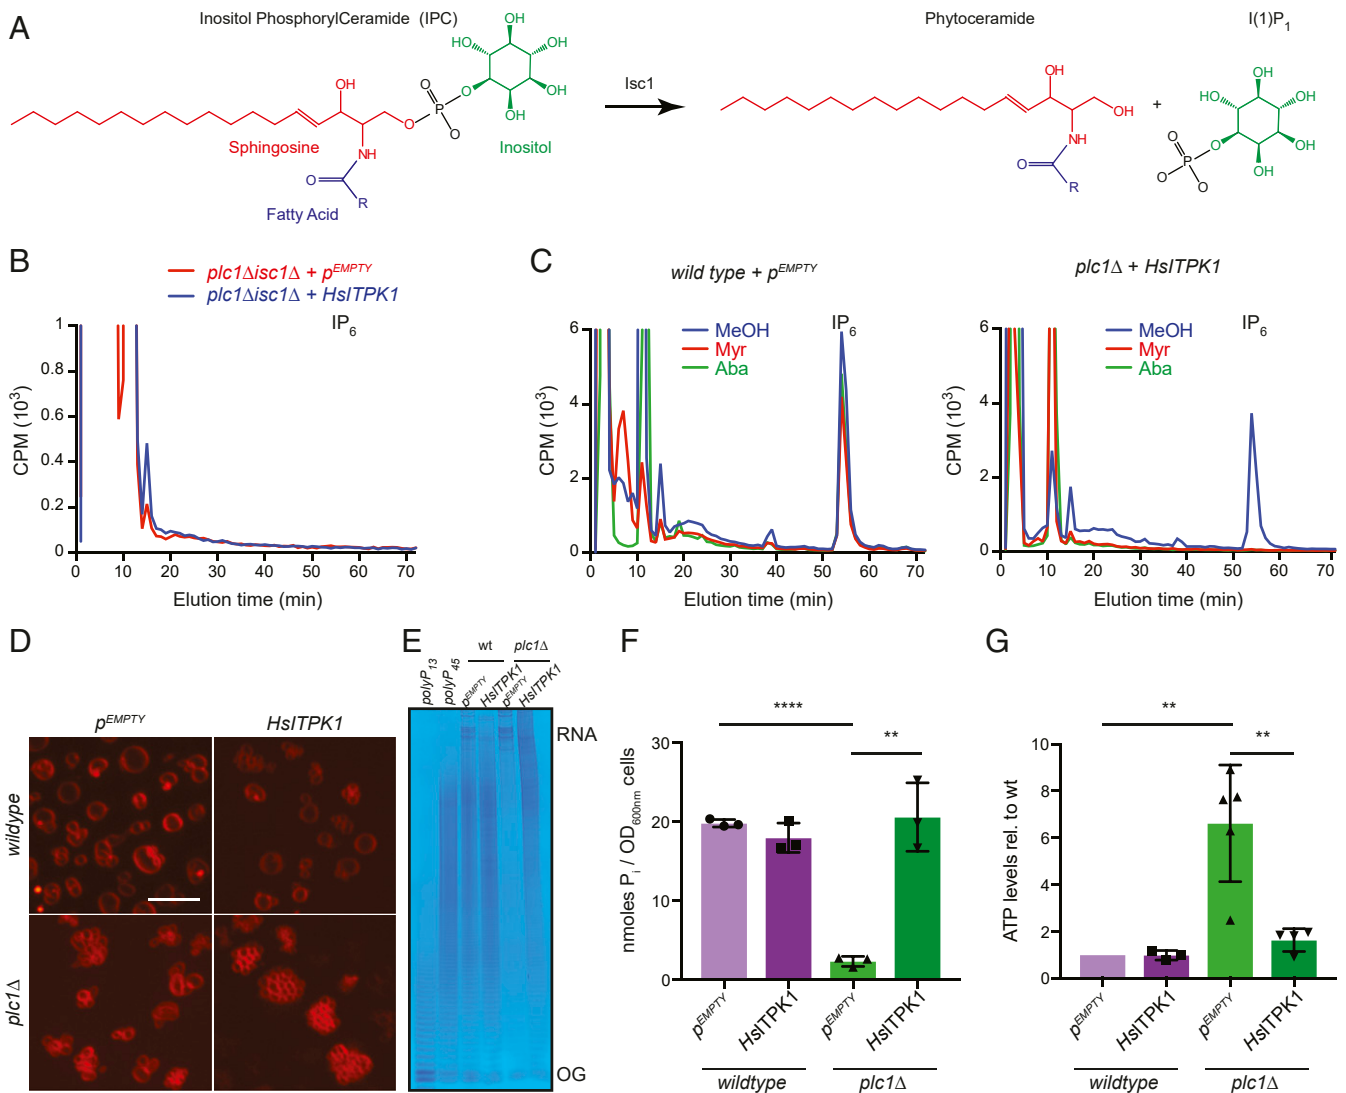 A
Inositol PhosphorylCeramide (IPC)
Phytoceramide
I(1)P1
OH
HO
OH
O
OH
OH
OH
O
P
O
O
NH
O
R
Sphingosine
Inositol
Fatty Acid
Isc1
OH
OH
NH
O
R
+
OH
HO
OH
O
OH
OH
O
P
O
O
B
plc1Δisc1Δ + pEMPTY
plc1Δisc1Δ + HsITPK1
IP6
CPM (10³)
1
0.8
0.6
0.4
0.2
0
0 10 20 30 40 50 60 70
Elution time (min)
C
wild type + pEMPTY
MeOH
Myr
Aba
IP6
CPM (10³)
6
4
2
0
0 10 20 30 40 50 60 70
Elution time (min)
plc1Δ + HsITPK1
MeOH
Myr
Aba
IP6
CPM (10³)
6
4
2
0
0 10 20 30 40 50 60 70
Elution time (min)
D
pEMPTY
HsITPK1
wildype
plc1Δ
E
wt
plc1Δ
polyP13
polyP45
pEMPTY
HsITPK1
pEMPTY
HsITPK1
RNA
OG
F
****
**
nmoles Pi / OD600nm cells
30
20
10
0
pEMPTY
HsITPK1
pEMPTY
HsITPK1
wildtype
plc1Δ
G
**
**
ATP levels rel. to wt
10
8
6
4
2
0
pEMPTY
HsITPK1
pEMPTY
HsITPK1
wildtype
plc1Δ